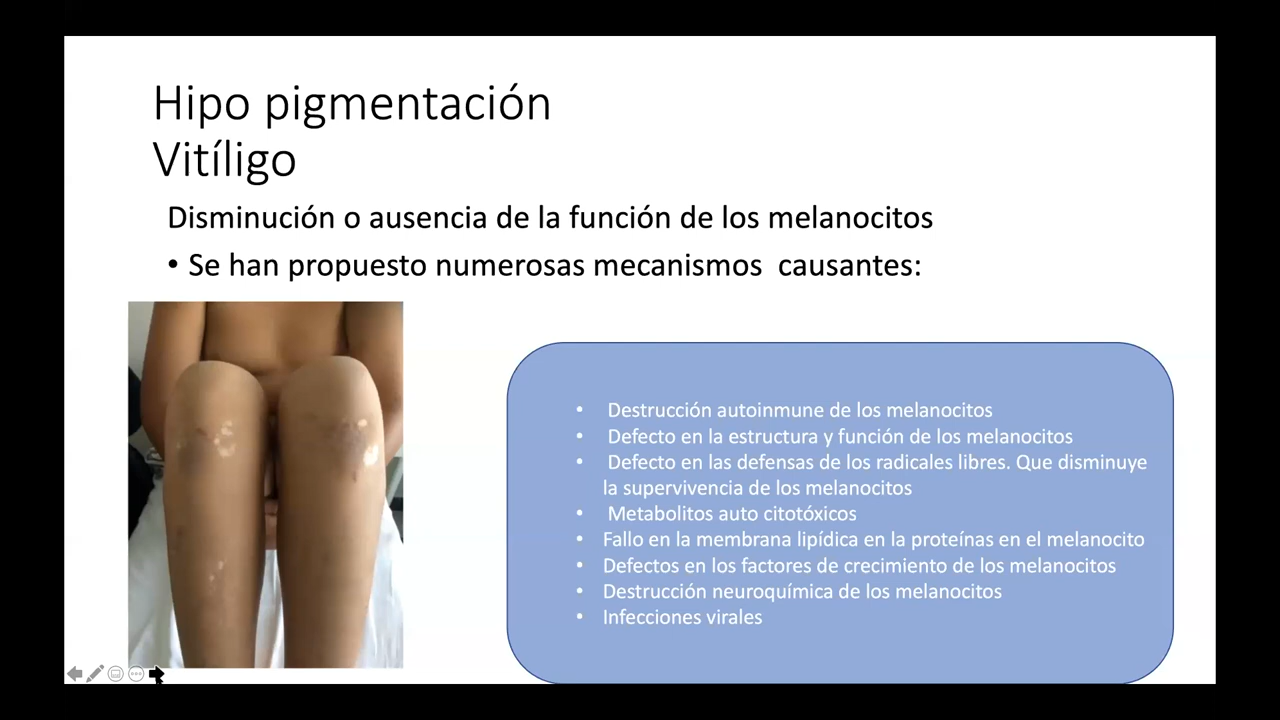 Hipo pigmentación
Vitíligo
Disminución o ausencia de la función de los melanocitos
• Se han propuesto numerosas mecanismos causantes:
• Destrucción autoinmune de los melanocitos
• Defecto en la estructura y función de los melanocitos
• Defecto en las defensas de los radicales libres. Que disminuye
la supervivencia de los melanocitos
• Metabolitos auto citotóxicos
• Fallo en la membrana lipídica en la proteínas en el melanocito
• Defectos en los factores de crecimiento de los melanocitos
• Destrucción neuroquímica de los melanocitos
• Infecciones virales